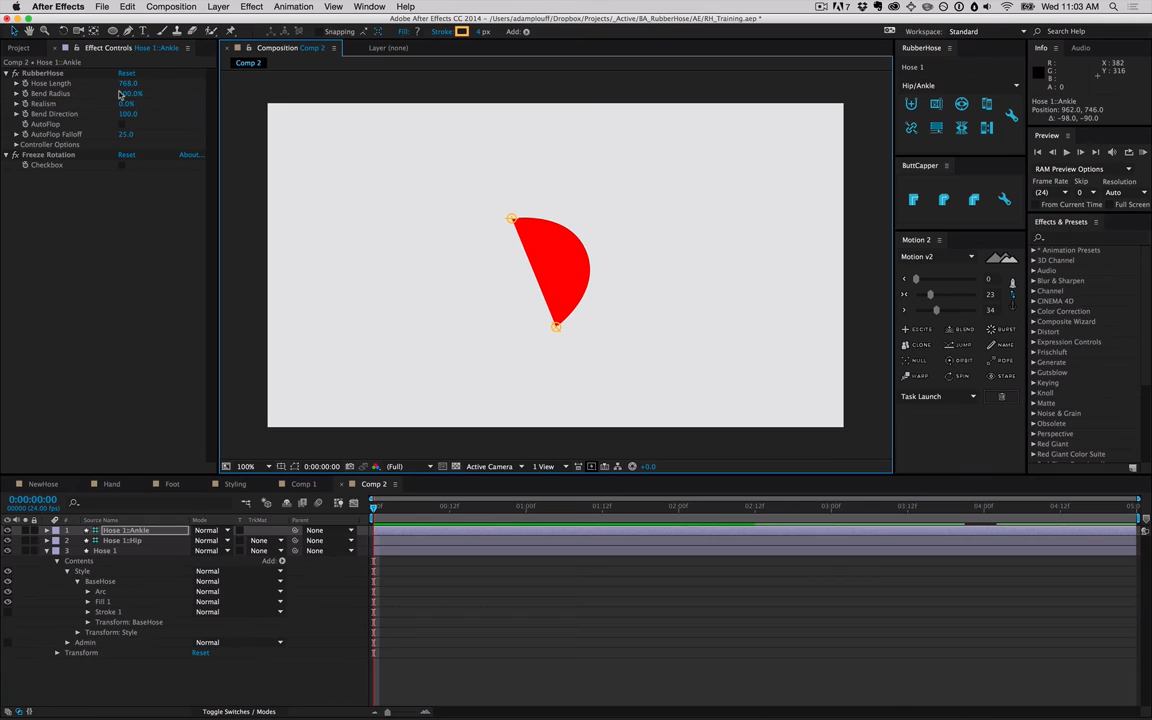 After Effects File Edit Composition Layer Effect Animation View Window Help 7 100% Wed 11:03 AM
Adobe After Effects CC 2014 - /Users/adamplouff/Dropbox/Projects/_Active/BA_RubberHose/AE/RH_Training.aep *
Snapping Fill: ? Stroke: 4 px Add: Workspace: Standard Search Help
Project Effect Controls Hose 1::Ankle
Comp 2 • Hose 1::Ankle
RubberHose Reset
Hose Length 768.0
Bend Radius 00.0%
Realism 0.0%
Bend Direction 100.0
AutoFlop
AutoFlop Falloff 25.0
Controller Options
Freeze Rotation Reset About...
Checkbox
Composition Comp 2 Layer (none)
Comp 2
100% 0:00:00:00 (Full) Active Camera 1 View +0.0
RubberHose
Hose 1
Hip/Ankle
ButtCapper
Motion 2
Motion v2
0
23
34
EXCITE BLEND BURST
CLONE JUMP NAME
NULL ORBIT ROPE
WARP SPIN STARE
Task Launch
Info Audio
R : X : 382
G : Y : 316
B :
A : 0
Hose 1::Ankle
Position: 962.0, 746.0
Δ: -98.0, -90.0
Preview
RAM Preview Options
Frame Rate Skip Resolution
(24) 0 Auto
From Current Time Full Screen
Effects & Presets
* Animation Presets
3D Channel
Audio
Blur & Sharpen
Channel
CINEMA 4D
Color Correction
Composite Wizard
Distort
Expression Controls
Frischluft
Generate
Gutsblow
Keying
Knoll
Matte
Noise & Grain
Obsolete
Perspective
Red Giant
Red Giant Color Suite
NewHose Hand Foot Styling Comp 1 Comp 2
0:00:00:00
00000 (24.00 fps)
# Source Name Mode T TrkMat Parent
1 Hose 1::Ankle Normal None
2 Hose 1::Hip Normal None None
3 Hose 1 Normal None None
Contents Add:
Style Normal
BaseHose Normal
Arc Normal
Fill 1 Normal
Stroke 1 Normal
Transform: BaseHose
Transform: Style
Admin Normal
Transform Reset
00:12f 01:00f 01:12f 02:00f 02:12f 03:00f 03:12f 04:00f 04:12f
Toggle Switches / Modes